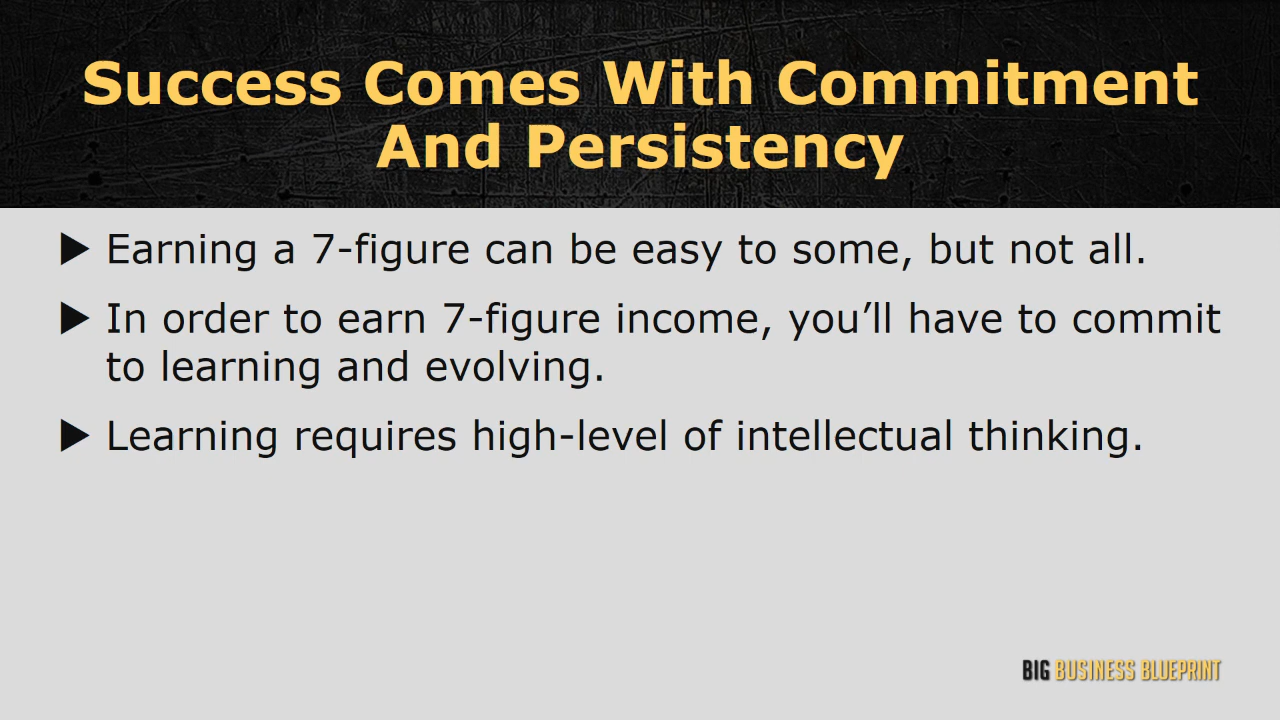 Success Comes With Commitment
And Persistency
▶ Earning a 7-figure can be easy to some, but not all.
▶ In order to earn 7-figure income, you’ll have to commit
to learning and evolving.
▶ Learning requires high-level of intellectual thinking.
BIG BUSINESS BLUEPRINT